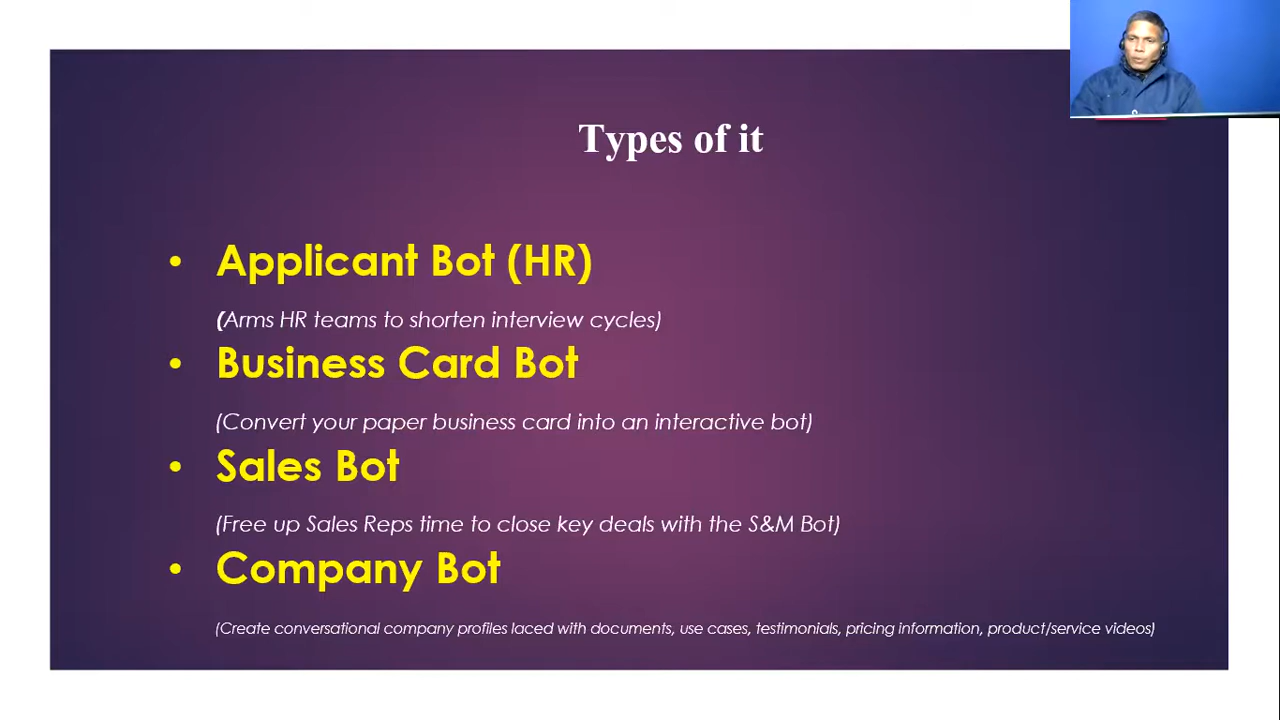 Types of it
• Applicant Bot (HR)
(Arms HR teams to shorten interview cycles)
• Business Card Bot
(Convert your paper business card into an interactive bot)
• Sales Bot
(Free up Sales Reps time to close key deals with the S&M Bot)
• Company Bot
(Create conversational company profiles laced with documents, use cases, testimonials, pricing information, product/service videos)